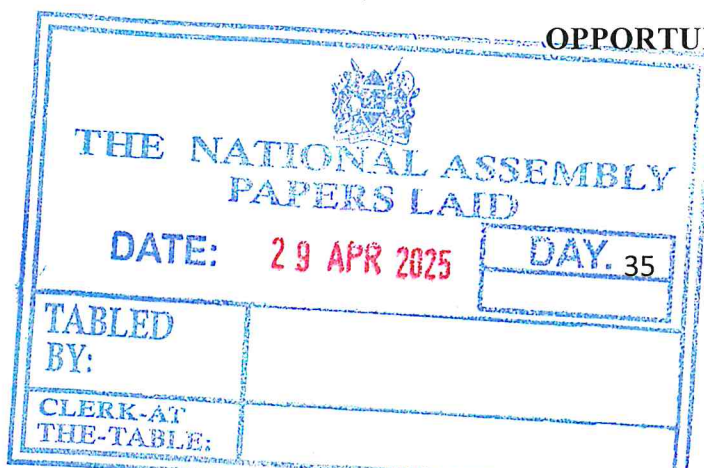 OPPORTU
THE NATIONAL ASSEMBLY
PAPERS LAID
DATE: 29 APR 2025 DAY. 35
TABLED
BY:
CLERK-AT
THE-TABLE: